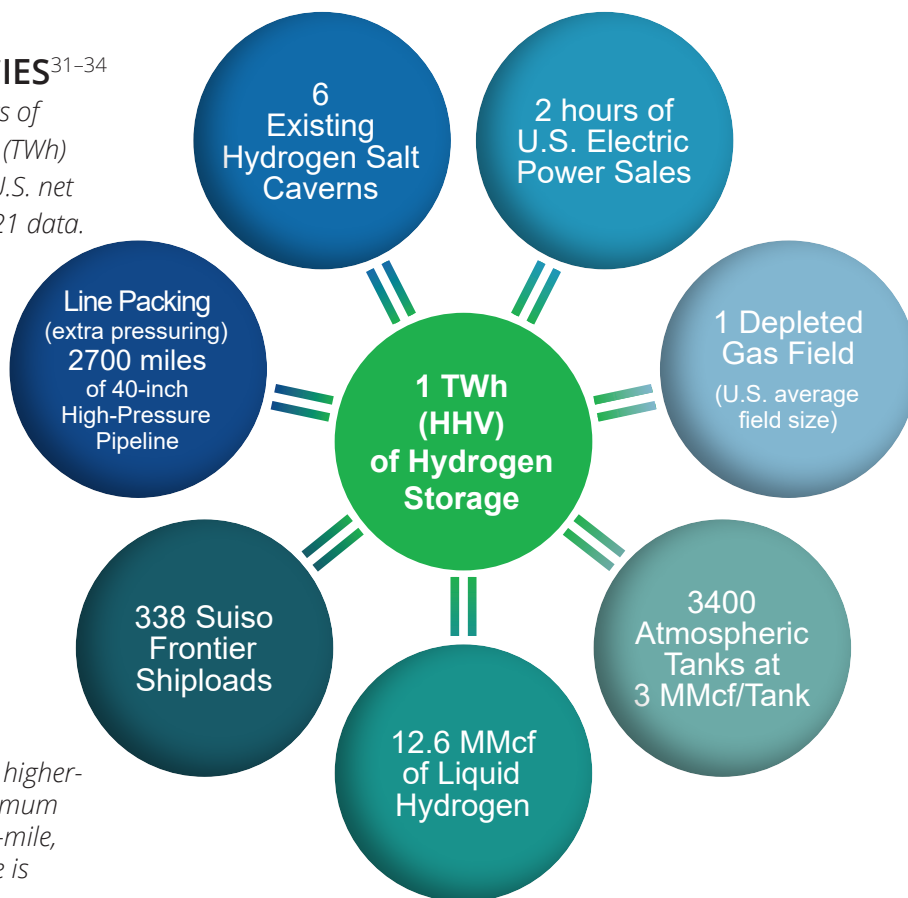 IES31–34
s of
(TWh)
U.S. net
21 data.
6
Existing
Hydrogen Salt
Caverns
2 hours of
U.S. Electric
Power Sales
Line Packing
(extra pressuring)
2700 miles
of 40-inch
High-Pressure
Pipeline
1 Depleted
Gas Field
(U.S. average
field size)
1 TWh
(HHV)
of Hydrogen
Storage
338 Suiso
Frontier
Shiploads
3400
Atmospheric
Tanks at
3 MMcf/Tank
12.6 MMcf
of Liquid
Hydrogen
higher-
mum
-mile,
e is